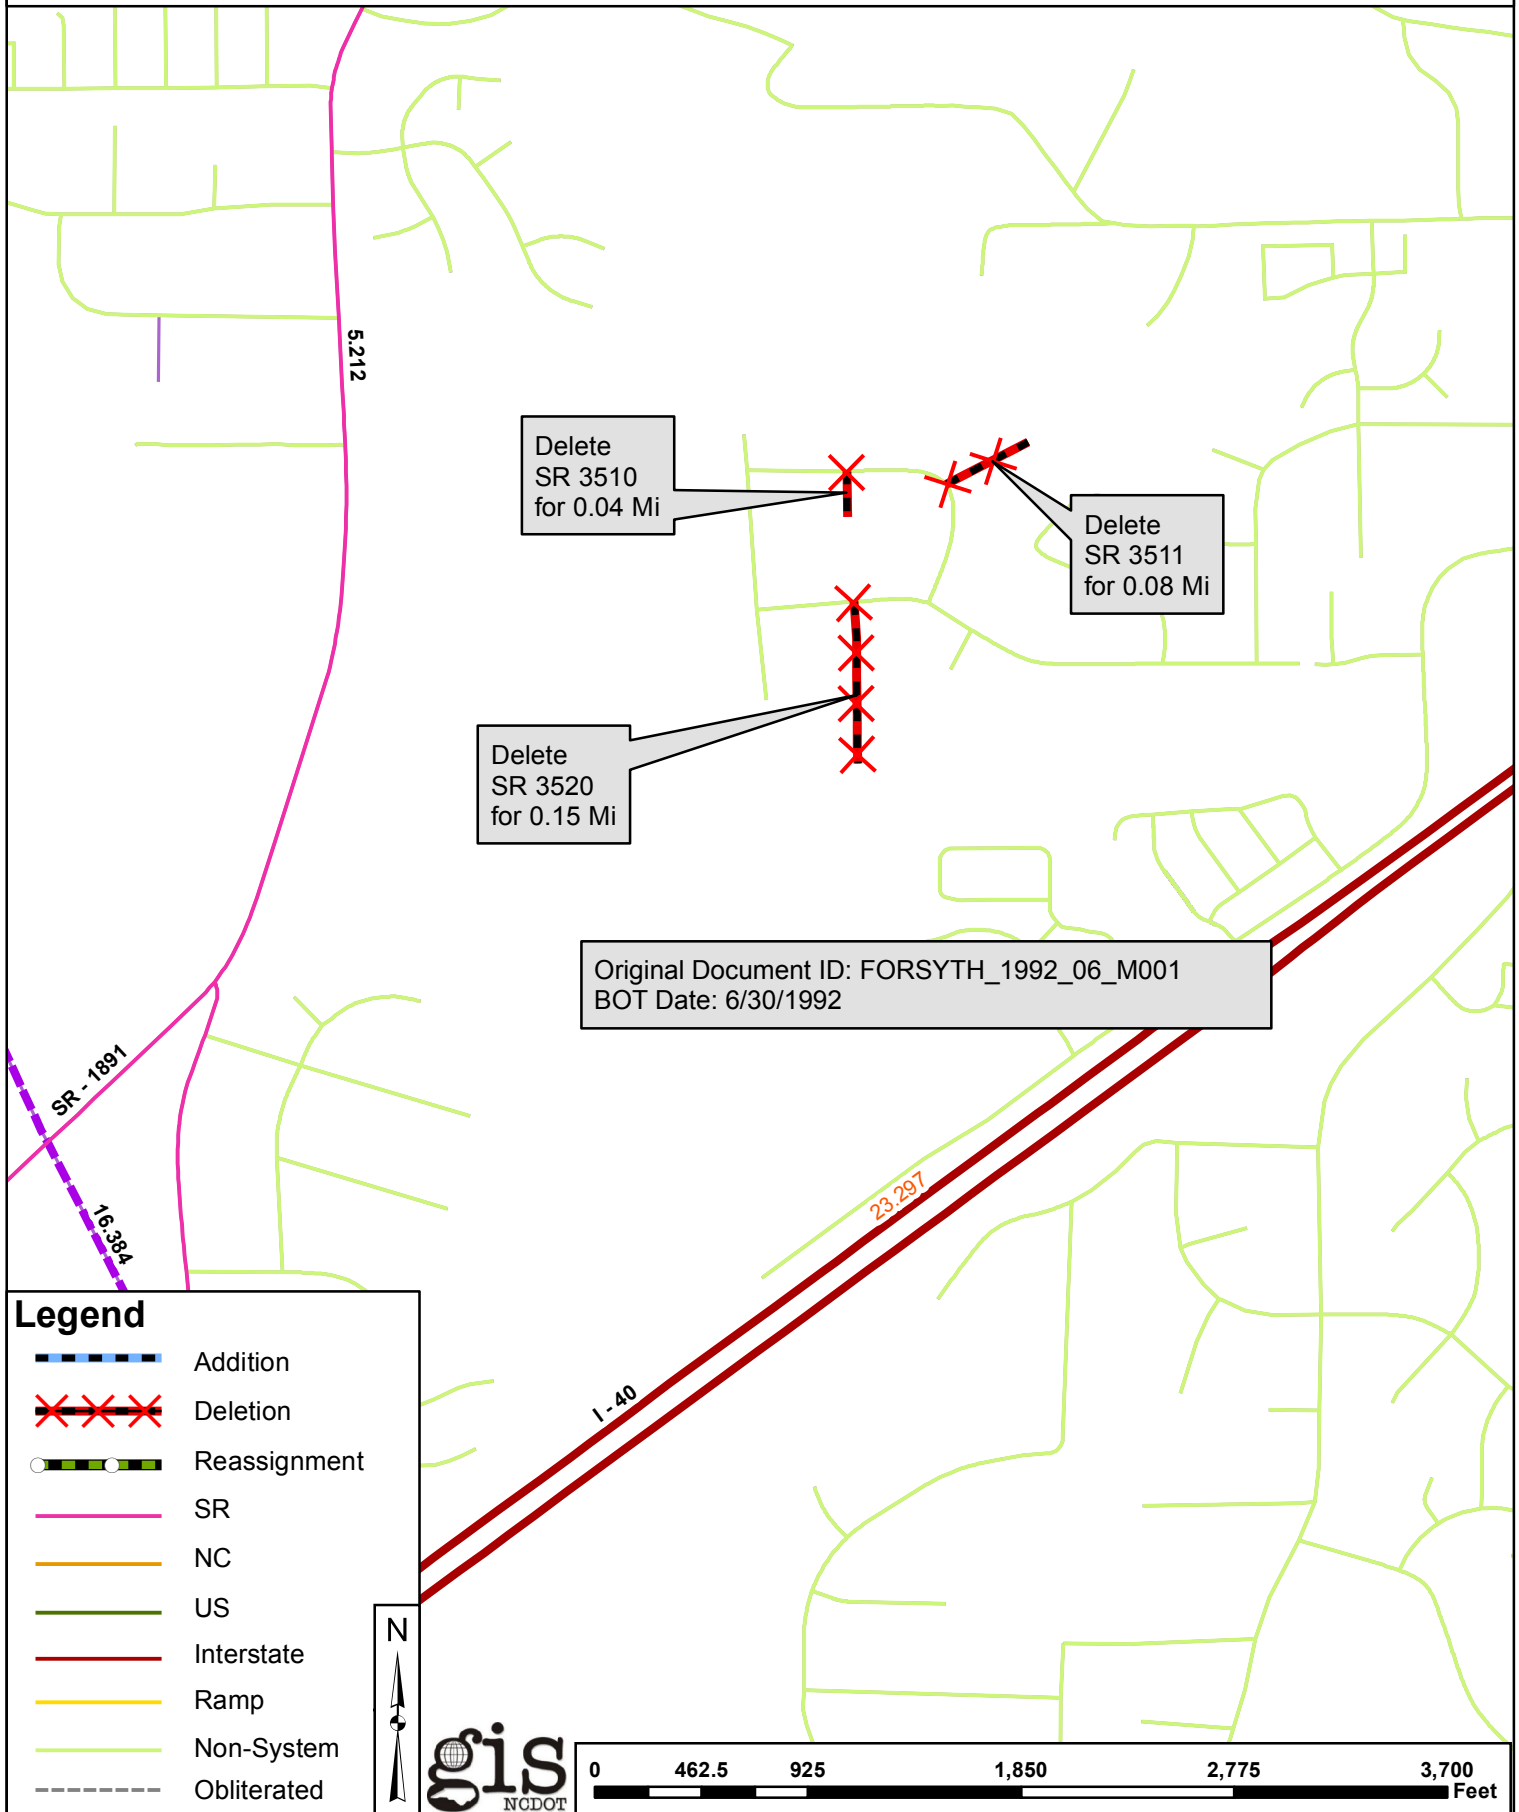 5.212
Delete
SR 3510
for 0.04 Mi
Delete
SR 3511
for 0.08 Mi
Delete
SR 3520
for 0.15 Mi
Original Document ID: FORSYTH_1992_06_M001
BOT Date: 6/30/1992
SR - 1891
16.384
23.297
I - 40
Legend
Addition
Deletion
Reassignment
SR
NC
US
Interstate
Ramp
Non-System
Obliterated
N
gis
NCDOT
0 462.5 925 1,850 2,775 3,700
Feet